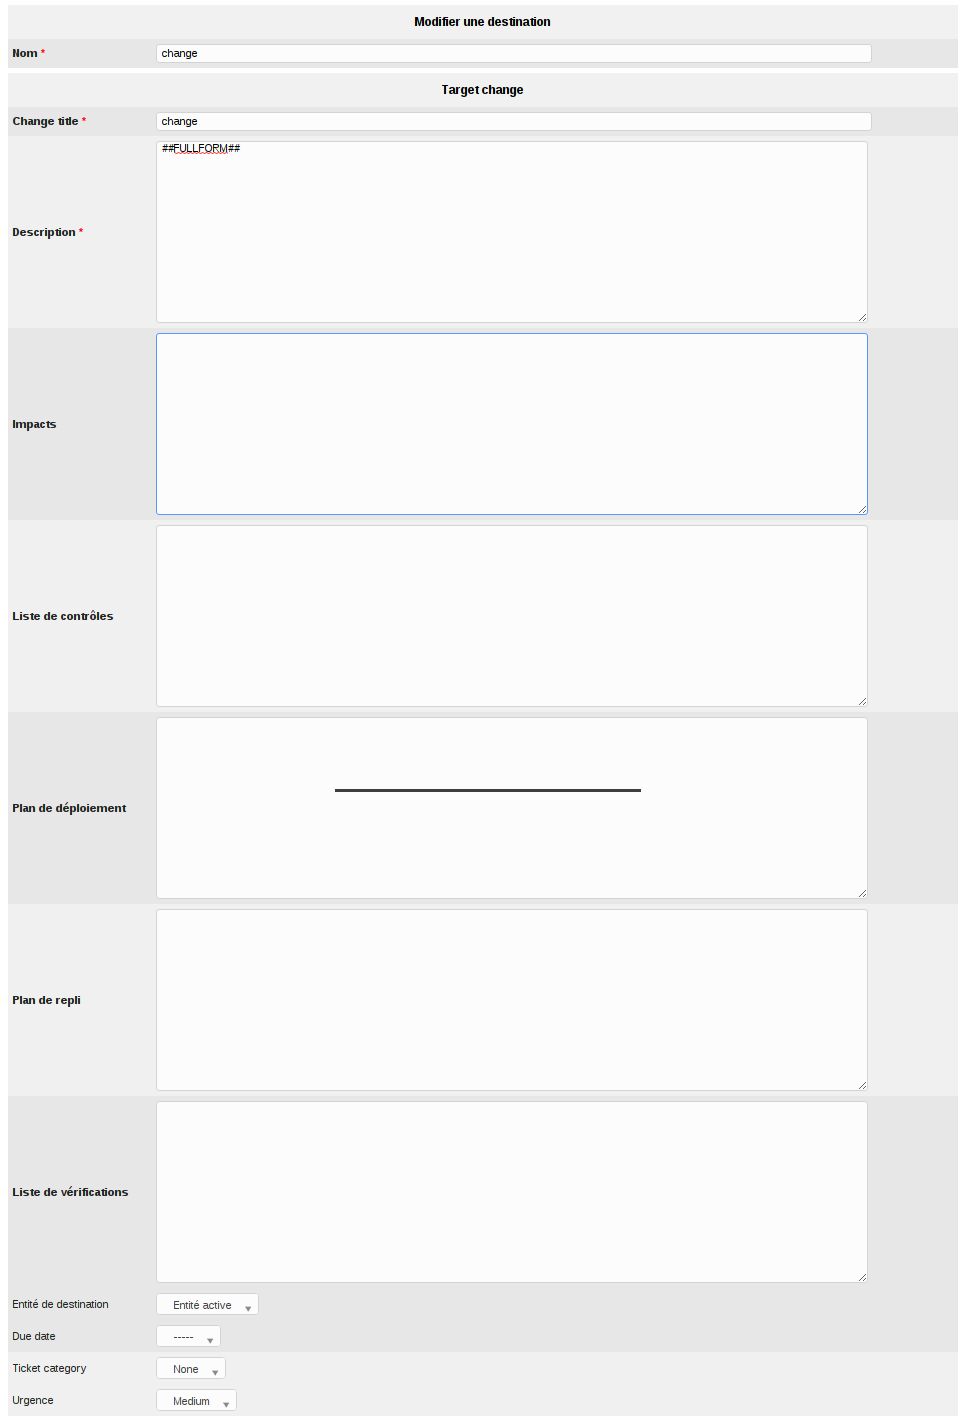 Modifier une destination
Nom *
change
Target change
Change title *
change
Description *
##FULLFORM##
Impacts
Liste de contrôles
Plan de déploiement
Plan de repli
Liste de vérifications
Entité de destination
Entité active
Due date
-----
Ticket category
None
Urgence
Medium